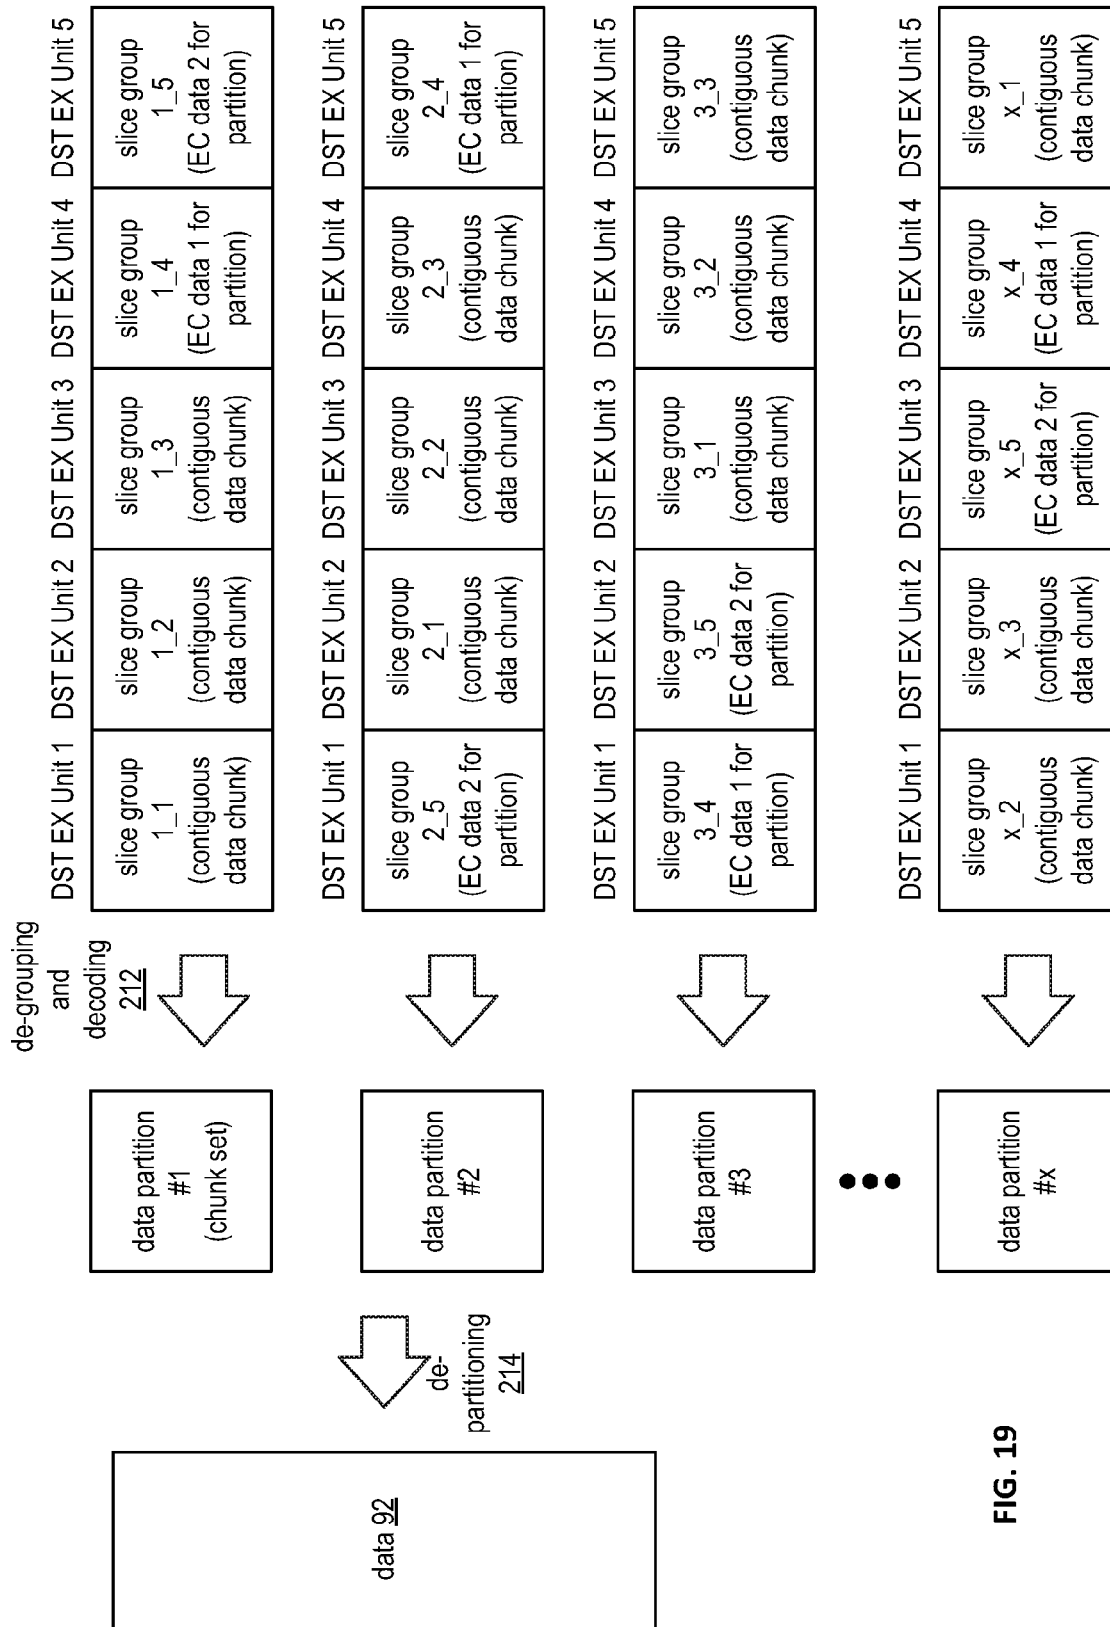 data 92
de-
partitioning
214
data partition
#1
(chunk set)
data partition
#2
data partition
#3
data partition
#x
de-grouping
and
decoding
212
DST EX Unit 1
DST EX Unit 2
DST EX Unit 3
DST EX Unit 4
DST EX Unit 5
slice group
1_1
(contiguous
data chunk)
slice group
1_2
(contiguous
data chunk)
slice group
1_3
(contiguous
data chunk)
slice group
1_4
(EC data 1 for
partition)
slice group
1_5
(EC data 2 for
partition)
DST EX Unit 1
DST EX Unit 2
DST EX Unit 3
DST EX Unit 4
DST EX Unit 5
slice group
2_5
(EC data 2 for
partition)
slice group
2_1
(contiguous
data chunk)
slice group
2_2
(contiguous
data chunk)
slice group
2_3
(contiguous
data chunk)
slice group
2_4
(EC data 1 for
partition)
DST EX Unit 1
DST EX Unit 2
DST EX Unit 3
DST EX Unit 4
DST EX Unit 5
slice group
3_4
(EC data 1 for
partition)
slice group
3_5
(EC data 2 for
partition)
slice group
3_1
(contiguous
data chunk)
slice group
3_2
(contiguous
data chunk)
slice group
3_3
(contiguous
data chunk)
DST EX Unit 1
DST EX Unit 2
DST EX Unit 3
DST EX Unit 4
DST EX Unit 5
slice group
x_2
(contiguous
data chunk)
slice group
x_3
(contiguous
data chunk)
slice group
x_5
(EC data 2 for
partition)
slice group
x_4
(EC data 1 for
partition)
slice group
x_1
(contiguous
data chunk)
FIG. 19